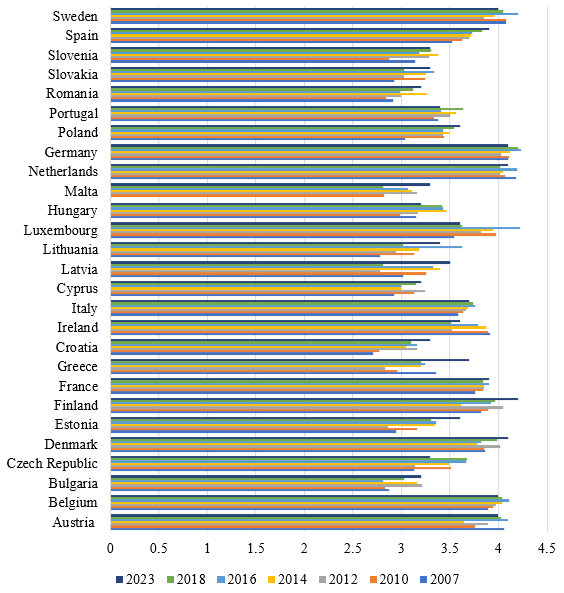 Sweden
Spain
Slovenia
Slovakia
Romania
Portugal
Poland
Germany
Netherlands
Malta
Hungary
Luxembourg
Lithuania
Latvia
Cyprus
Italy
Ireland
Croatia
Greece
France
Finland
Estonia
Denmark
Czech Republic
Bulgaria
Belgium
Austria
0 0.5 1 1.5 2 2.5 3 3.5 4 4.5
2023 2018 2016 2014 2012 2010 2007